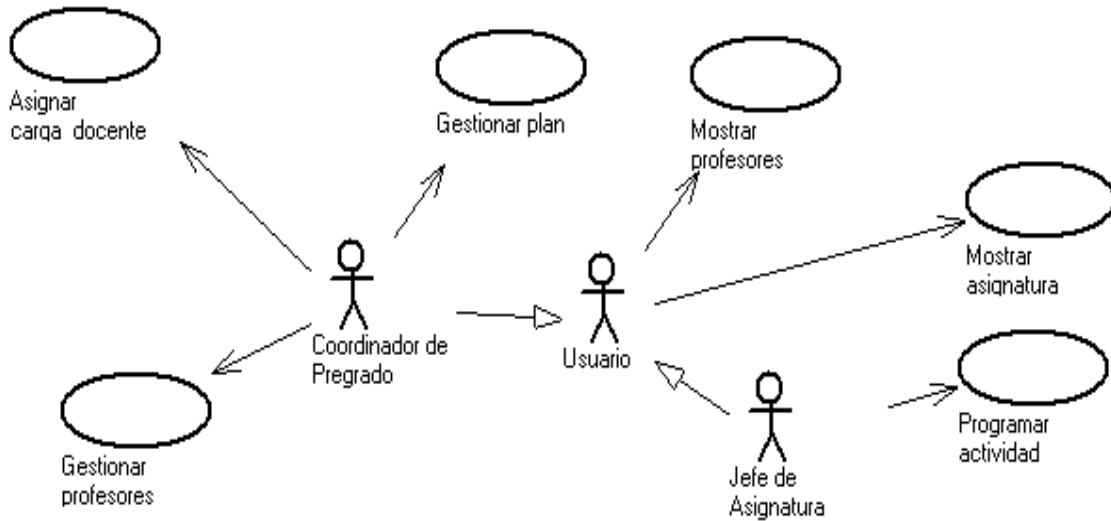 Asignar
carga docente
Gestionar plan
Mostrar
profesores
Mostrar
asignatura
Coordinador de
Pregrado
Usuario
Programar
actividad
Gestionar
profesores
Jefe de
Asignatura